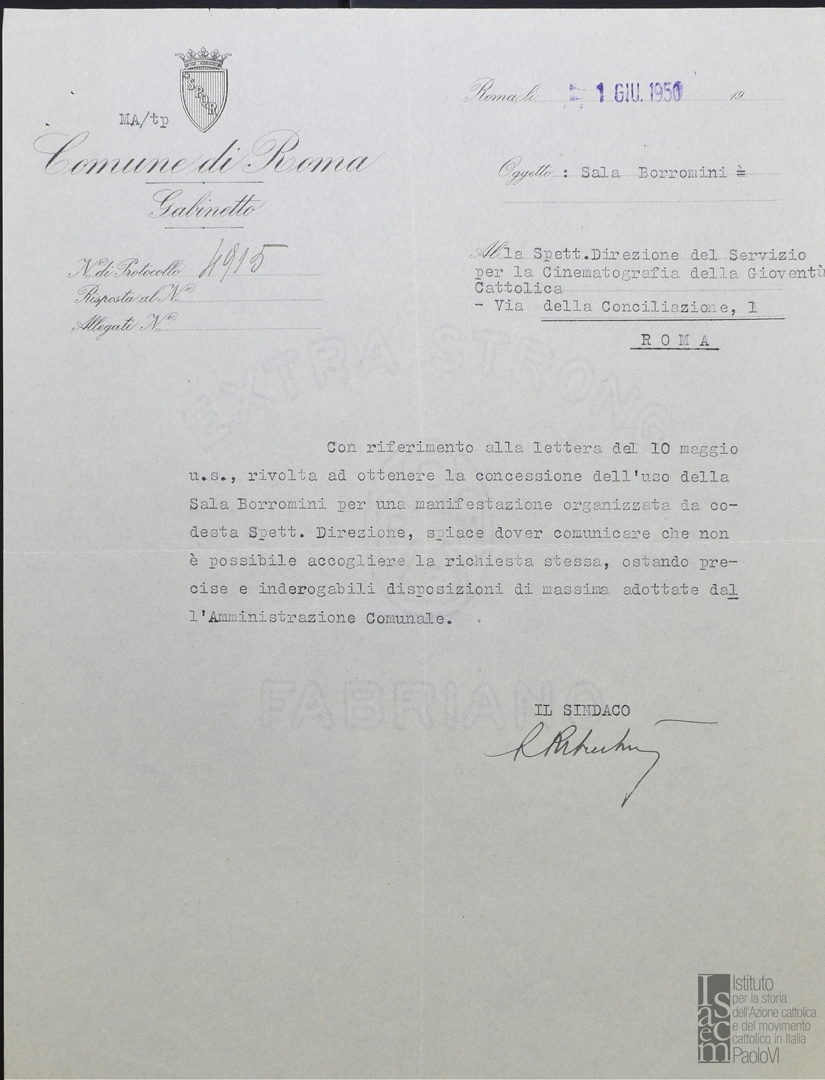 SPQR
MA/tp
Comune di Roma
Gabinetto
N. di Protocollo 4915
Risposta al N.
Allegati N.
Roma, li 1 GIU. 1950 19
Oggetto : Sala Borromini =
Alla Spett.Direzione del Servizio
per la Cinematografia della Gioventù
Cattolica
- Via della Conciliazione, 1
R O M A
EXTRA STRONG
Con riferimento alla lettera del 10 maggio
u.s., rivolta ad ottenere la concessione dell'uso della
Sala Borromini per una manifestazione organizzata da co-
desta Spett. Direzione, spiace dover comunicare che non
è possibile accogliere la richiesta stessa, ostando pre-
cise e inderogabili disposizioni di massima adottate dal
l'Amministrazione Comunale.
FABRIANO
IL SINDACO
Isacem
Istituto
per la storia
dell'Azione cattolica
e del movimento
cattolico in Italia
PaoloVI